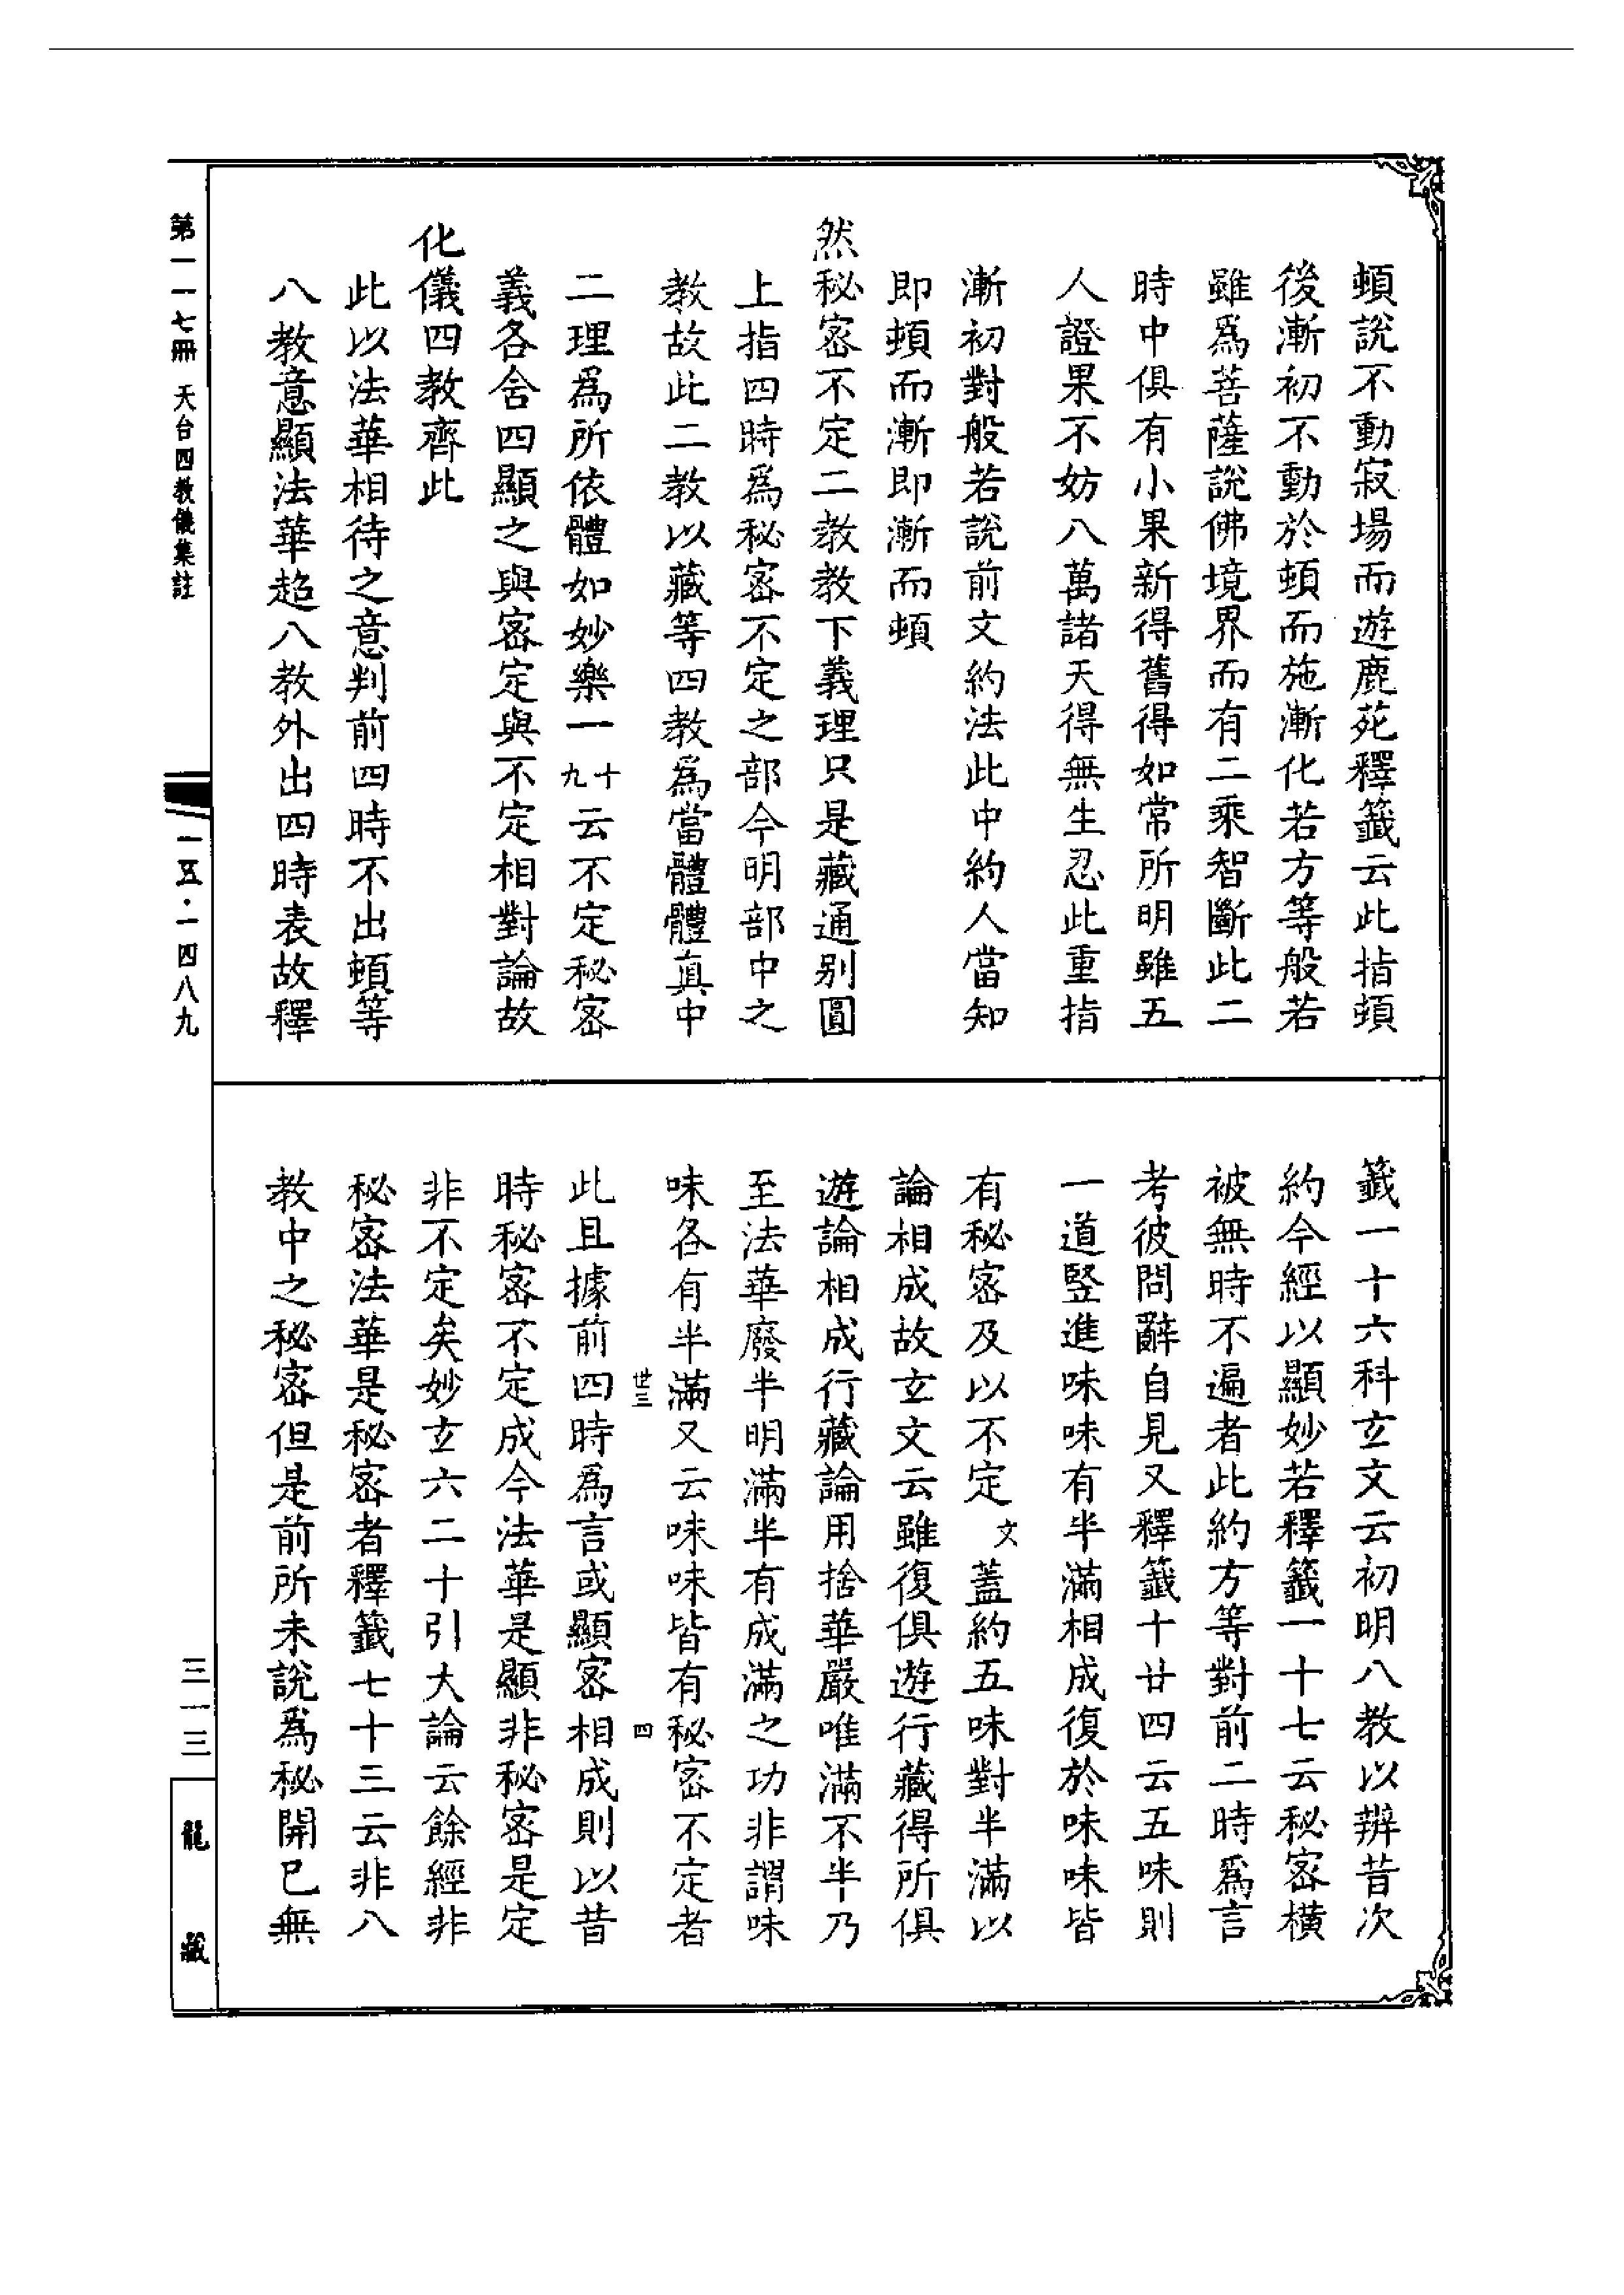 頓說不動寂場而遊鹿苑釋籤云此指頓
後漸初不動於頓而施漸化若方等般若
雖爲菩薩說佛境界而有二乘智斷此二
時中俱有小果新得舊得如常所明雖五
人證果不妨八萬諸天得無生忍此重指
漸初對般若說前文約法此中約人當知
即頓而漸即漸而頓
然秘密不定二教教下義理只是藏通别圓
上指四時爲秘密不定之部今明部中之
教故此二教以藏等四教爲當體體真中
二理爲所依體如妙樂一十九云不定秘密
義各含四顯之與密定與不定相對論故
化儀四教齊此
此以法華相待之意判前四時不出頓等
八教意顯法華超八教外出四時表故釋
籤一十六科玄文云初明八教以辨昔次
約今經以顯妙若釋籤一十七云秘密橫
被無時不遍者此約方等對前二時爲言
考彼問辭自見又釋籤十廿四云五味則
一道豎進味味有半滿相成復於味味皆
有秘密及以不定文蓋約五味對半滿以
論相成故玄文云雖復俱遊行藏得所俱
遊論相成行藏論用捨華嚴唯滿不半乃
至法華廢半明滿半有成滿之功非謂味
味各有半滿又云味味皆有秘密不定者
世三
四
此且據前四時爲言或顯密相成則以昔
時秘密不定成今法華是顯非秘密是定
非不定矣妙玄六二十引大論云餘經非
秘密法華是秘密者釋籤七十三云非八
教中之秘密但是前所未說爲秘開已無
第一一七冊
天台四教儀集註
一五·一四八九
三一三
龍藏